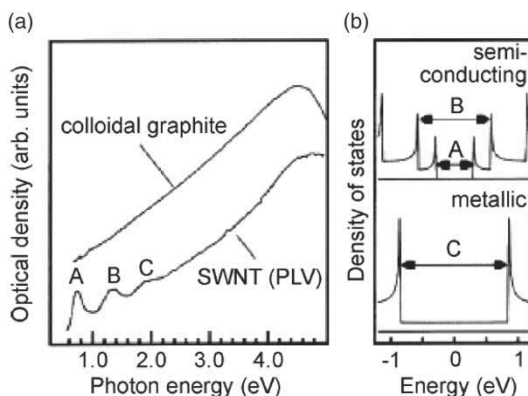 (a)
Optical density (arb. units)
colloidal graphite
A
B
C
SWNT (PLV)
1.0
2.0
3.0
4.0
Photon energy (eV)
(b)
Density of states
semi-
conducting
B
A
metallic
C
-1
0
1
Energy (eV)